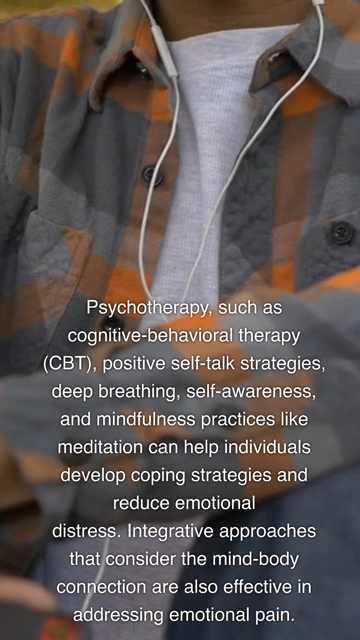 Psychotherapy, such as
cognitive-behavioral therapy
(CBT), positive self-talk strategies,
deep breathing, self-awareness,
and mindfulness practices like
meditation can help individuals
develop coping strategies and
reduce emotional
distress. Integrative approaches
that consider the mind-body
connection are also effective in
addressing emotional pain.